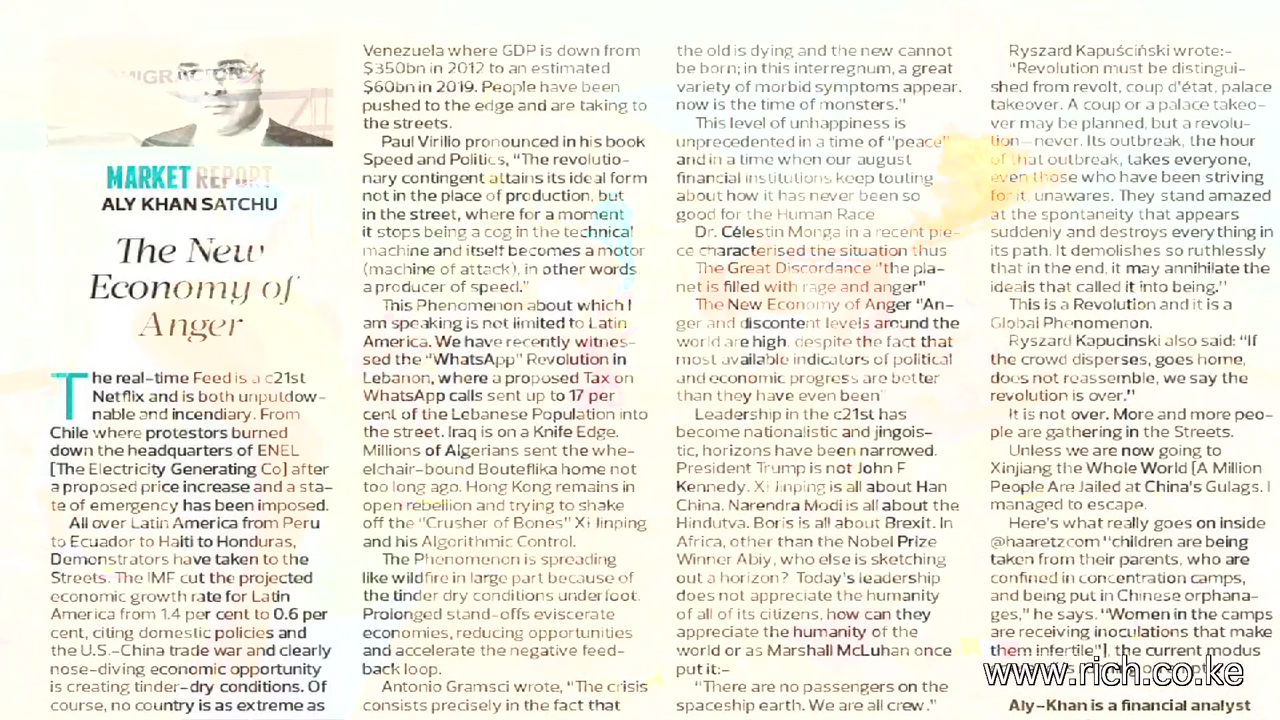 MARKET REPORT
ALY KHAN SATCHU
The New
Economy of
Anger
The real-time Feed is a c21st
Netflix and is both unputdow-
nable and incendiary. From
Chile where protestors burned
down the headquarters of ENEL
[The Electricity Generating Co] after
a proposed price increase and a sta-
te of emergency has been imposed.
All over Latin America from Peru
to Ecuador to Haiti to Honduras,
Demonstrators have taken to the
Streets. The IMF cut the projected
economic growth rate for Latin
America from 1.4 per cent to 0.6 per
cent, citing domestic policies and
the U.S.-China trade war and clearly
nose-diving economic opportunity
is creating tinder-dry conditions. Of
course, no country is as extreme as
Venezuela where GDP is down from
$350bn in 2012 to an estimated
$60bn in 2019. People have been
pushed to the edge and are taking to
the streets.
Paul Virilio pronounced in his book
Speed and Politics, "The revolutio-
nary contingent attains its ideal form
not in the place of production, but
in the street, where for a moment
it stops being a cog in the technical
machine and itself becomes a motor
(machine of attack), in other words
a producer of speed."
This Phenomenon about which I
am speaking is not limited to Latin
America. We have recently witnes-
sed the "WhatsApp" Revolution in
Lebanon, where a proposed Tax on
WhatsApp calls sent up to 17 per
cent of the Lebanese Population into
the street. Iraq is on a Knife Edge.
Millions of Algerians sent the whe-
elchair-bound Bouteflika home not
too long ago. Hong Kong remains in
open rebellion and trying to shake
off the "Crusher of Bones" Xi Jinping
and his Algorithmic Control.
The Phenomenon is spreading
like wildfire in large part because of
the tinder dry conditions underfoot.
Prolonged stand-offs eviscerate
economies, reducing opportunities
and accelerate the negative feed-
back loop.
Antonio Gramsci wrote, "The crisis
consists precisely in the fact that
the old is dying and the new cannot
be born; in this interregnum, a great
variety of morbid symptoms appear.
now is the time of monsters."
This level of unhappiness is
unprecedented in a time of "peace"
and in a time when our august
financial institutions keep touting
about how it has never been so
good for the Human Race
Dr. Célestin Monga in a recent pie-
ce characterised the situation thus
The Great Discordance "the pla-
net is filled with rage and anger"
The New Economy of Anger "An-
ger and discontent levels around the
world are high, despite the fact that
most available indicators of political
and economic progress are better
than they have even been"
Leadership in the c21st has
become nationalistic and jingois-
tic, horizons have been narrowed.
President Trump is not John F
Kennedy. Xi Jinping is all about Han
China. Narendra Modi is all about the
Hindutva. Boris is all about Brexit. In
Africa, other than the Nobel Prize
Winner Abiy, who else is sketching
out a horizon? Today's leadership
does not appreciate the humanity
of all of its citizens, how can they
appreciate the humanity of the
world or as Marshall McLuhan once
put it:-
"There are no passengers on the
spaceship earth. We are all crew."
Ryszard Kapuściński wrote:-
"Revolution must be distingui-
shed from revolt, coup d'état, palace
takeover. A coup or a palace takeo-
ver may be planned, but a revolu-
tion—never. Its outbreak, the hour
of that outbreak, takes everyone,
even those who have been striving
for it, unawares. They stand amazed
at the spontaneity that appears
suddenly and destroys everything in
its path. It demolishes so ruthlessly
that in the end, it may annihilate the
ideals that called it into being."
This is a Revolution and it is a
Global Phenomenon.
Ryszard Kapucinski also said: "If
the crowd disperses, goes home,
does not reassemble, we say the
revolution is over."
It is not over. More and more peo-
ple are gathering in the Streets.
Unless we are now going to
Xinjiang the Whole World [A Million
People Are Jailed at China's Gulags. I
managed to escape.
Here's what really goes on inside
@haaretzcom "children are being
taken from their parents, who are
confined in concentration camps,
and being put in Chinese orphana-
ges," he says. "Women in the camps
are receiving inoculations that make
them infertile"], the current modus
www.rich.co.ke
Aly-Khan is a financial analyst